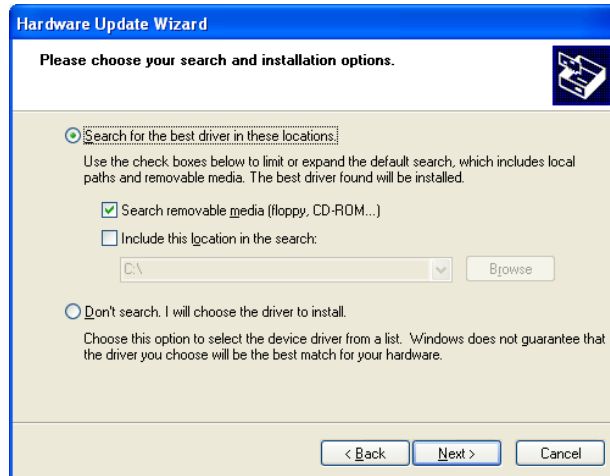 Hardware Update Wizard
Please choose your search and installation options.
Search for the best driver in these locations.
Use the check boxes below to limit or expand the default search, which includes local
paths and removable media. The best driver found will be installed.
Search removable media (floppy, CD-ROM...)
Include this location in the search:
C:\
Browse
Don't search. I will choose the driver to install.
Choose this option to select the device driver from a list. Windows does not guarantee that
the driver you choose will be the best match for your hardware.
< Back Next > Cancel